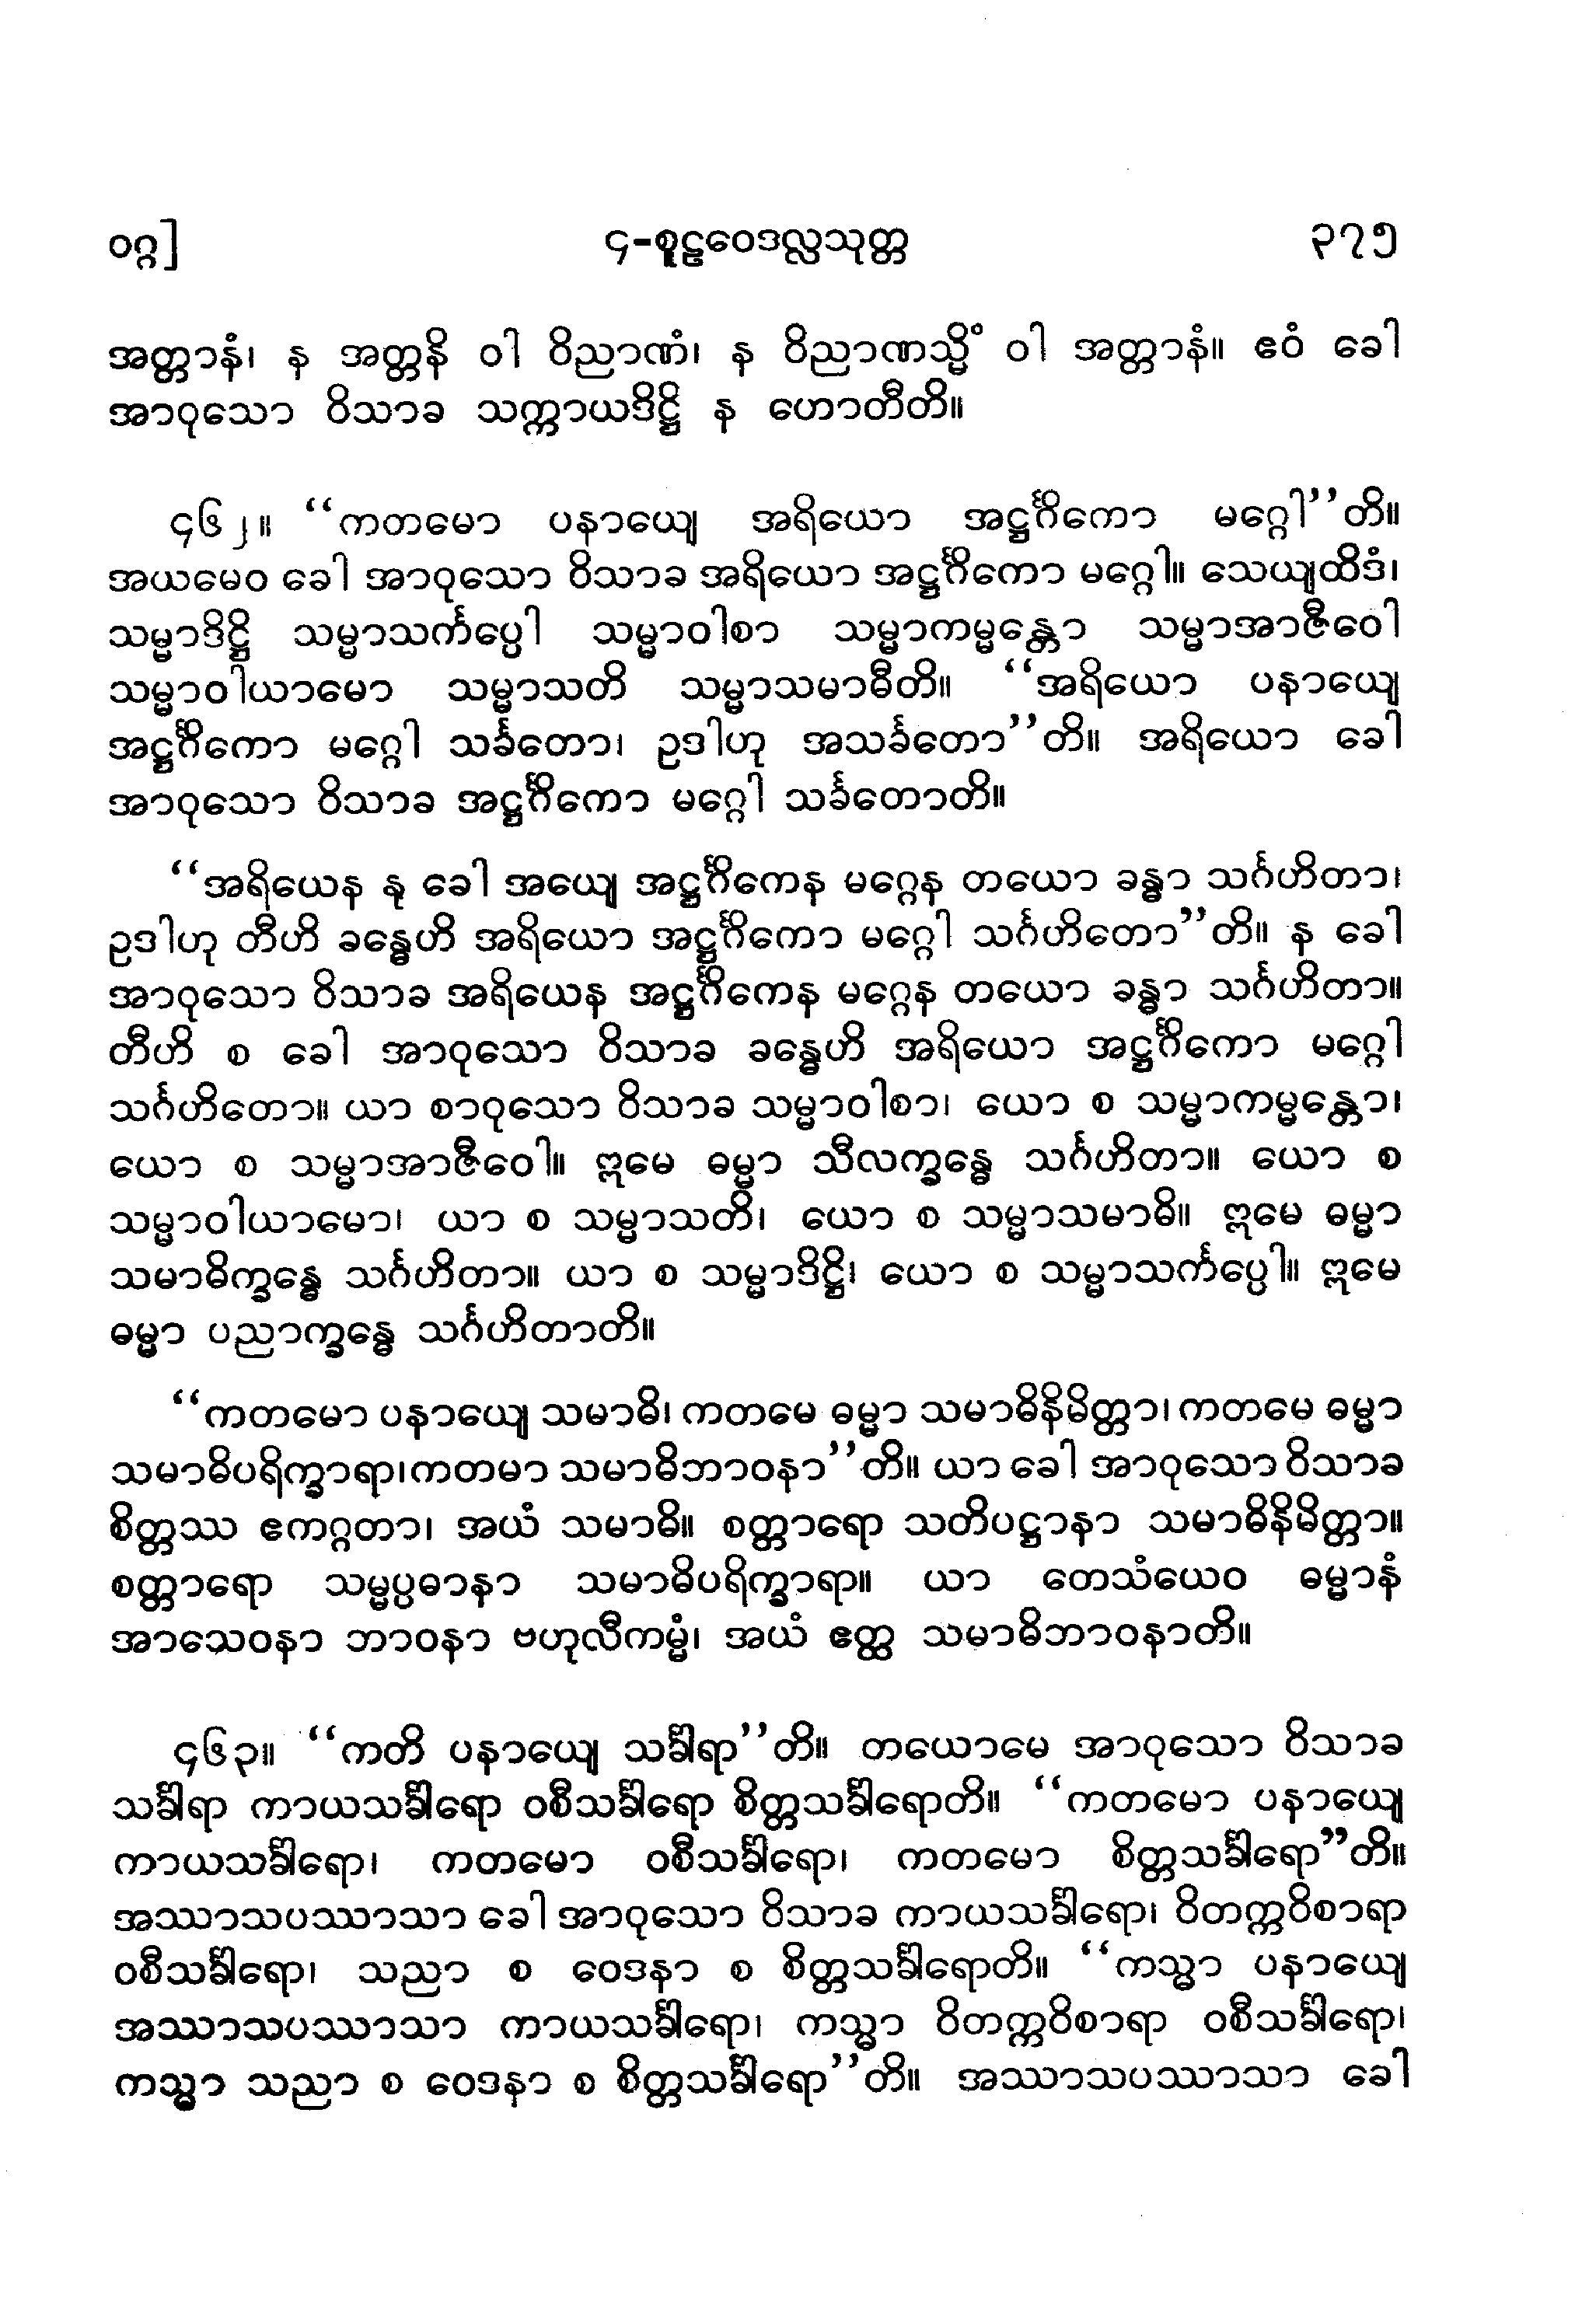 ဝဂ္ဂ] ၄-စူဠဝေဒလ္လသုတ္တ ၃၇၅
အတ္တာနံ၊ န အတ္တနိ ဝါ ဝိညာဏံ၊ န ဝိညာဏသ္မိံ ဝါ အတ္တာနံ။ ဧဝံ ခေါ
အာဝုသော ဝိသာခ သက္ကာယဒိဋ္ဌိ န ဟောတီတိ။
၄၆၂။ ‘‘ကတမော ပနာယျေ အရိယော အဋ္ဌင်္ဂိကော မဂ္ဂေါ’’တိ။
အယမေဝ ခေါ အာဝုသော ဝိသာခ အရိယော အဋ္ဌင်္ဂိကော မဂ္ဂေါ။ သေယျထိဒံ၊
သမ္မာဒိဋ္ဌိ သမ္မာသင်္ကပ္ပေါ သမ္မာဝါစာ သမ္မာကမ္မန္တော သမ္မာအာဇီဝေါ
သမ္မာဝါယာမော သမ္မာသတိ သမ္မာသမာဓီတိ။ ‘‘အရိယော ပနာယျေ
အဋ္ဌင်္ဂိကော မဂ္ဂေါ သင်္ခတော၊ ဥဒါဟု အသင်္ခတော’’တိ။ အရိယော ခေါ
အာဝုသော ဝိသာခ အဋ္ဌင်္ဂိကော မဂ္ဂေါ သင်္ခတောတိ။
‘‘အရိယေန နု ခေါ အယျေ အဋ္ဌင်္ဂိကေန မဂ္ဂေန တယော ခန္ဓာ သင်္ဂဟိတာ၊
ဥဒါဟု တီဟိ ခန္ဓေဟိ အရိယော အဋ္ဌင်္ဂိကော မဂ္ဂေါ သင်္ဂဟိတော’’တိ။ န ခေါ
အာဝုသော ဝိသာခ အရိယေန အဋ္ဌင်္ဂိကေန မဂ္ဂေန တယော ခန္ဓာ သင်္ဂဟိတာ။
တီဟိ စ ခေါ အာဝုသော ဝိသာခ ခန္ဓေဟိ အရိယော အဋ္ဌင်္ဂိကော မဂ္ဂေါ
သင်္ဂဟိတော။ ယာ စာဝုသော ဝိသာခ သမ္မာဝါစာ၊ ယော စ သမ္မာကမ္မန္တော၊
ယော စ သမ္မာအာဇီဝေါ။ ဣမေ ဓမ္မာ သီလက္ခန္ဓေ သင်္ဂဟိတာ။ ယော စ
သမ္မာဝါယာမော၊ ယာ စ သမ္မာသတိ၊ ယော စ သမ္မာသမာဓိ။ ဣမေ ဓမ္မာ
သမာဓိက္ခန္ဓေ သင်္ဂဟိတာ။ ယာ စ သမ္မာဒိဋ္ဌိ၊ ယော စ သမ္မာသင်္ကပ္ပေါ။ ဣမေ
ဓမ္မာ ပညာက္ခန္ဓေ သင်္ဂဟိတာတိ။
‘‘ကတမော ပနာယျေ သမာဓိ၊ ကတမေ ဓမ္မာ သမာဓိနိမိတ္တာ၊ ကတမေ ဓမ္မာ
သမာဓိပရိက္ခာရာ၊ကတမာ သမာဓိဘာဝနာ’’တိ။ ယာ ခေါ အာဝုသော ဝိသာခ
စိတ္တဿ ဧကဂ္ဂတာ၊ အယံ သမာဓိ။ စတ္တာရော သတိပဋ္ဌာနာ သမာဓိနိမိတ္တာ။
စတ္တာရော သမ္မပ္ပဓာနာ သမာဓိပရိက္ခာရာ။ ယာ တေသံယေဝ ဓမ္မာနံ
အာသေဝနာ ဘာဝနာ ဗဟုလီကမ္မံ၊ အယံ ဧတ္ထ သမာဓိဘာဝနာတိ။
၄၆၃။ ‘‘ကတိ ပနာယျေ သင်္ခါရာ’’တိ။ တယောမေ အာဝုသော ဝိသာခ
သင်္ခါရာ ကာယသင်္ခါရော ဝစီသင်္ခါရော စိတ္တသင်္ခါရောတိ။ ‘‘ကတမော ပနာယျေ
ကာယသင်္ခါရော၊ ကတမော ဝစီသင်္ခါရော၊ ကတမော စိတ္တသင်္ခါရော’’တိ။
အဿာသပဿာသာ ခေါ အာဝုသော ဝိသာခ ကာယသင်္ခါရော၊ ဝိတက္ကဝိစာရာ
ဝစီသင်္ခါရော၊ သညာ စ ဝေဒနာ စ စိတ္တသင်္ခါရောတိ။ ‘‘ကသ္မာ ပနာယျေ
အဿာသပဿာသာ ကာယသင်္ခါရော၊ ကသ္မာ ဝိတက္ကဝိစာရာ ဝစီသင်္ခါရော၊
ကသ္မာ သညာ စ ဝေဒနာ စ စိတ္တသင်္ခါရော’’တိ။ အဿာသပဿာသာ ခေါ